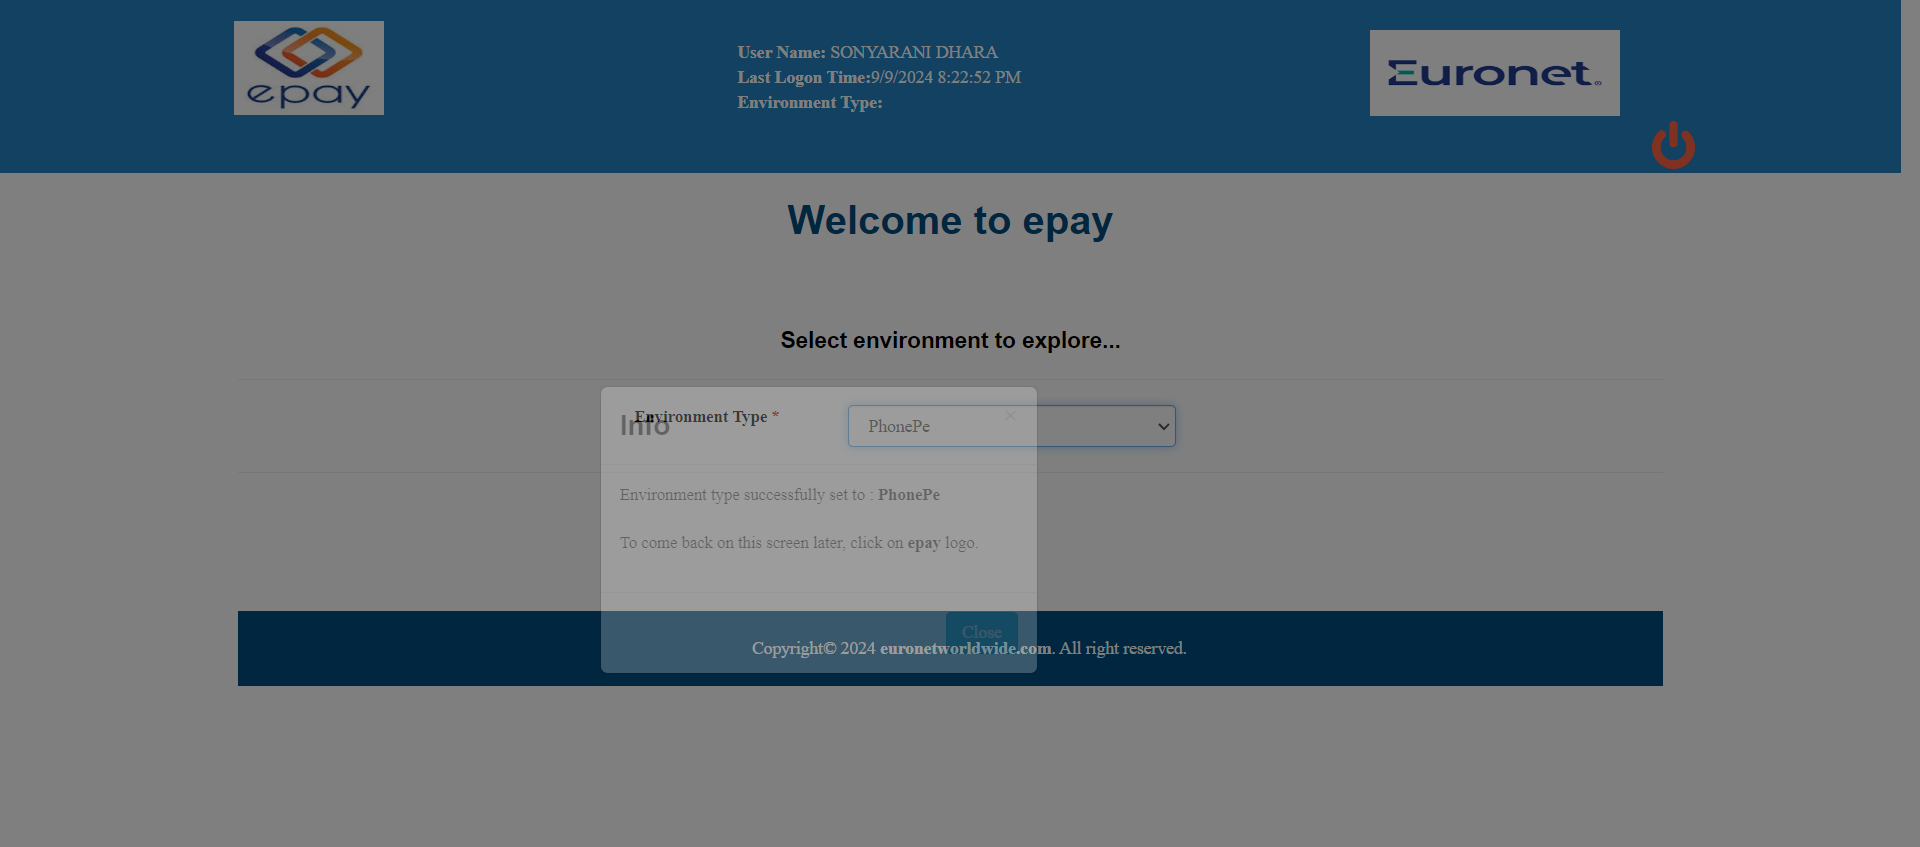 epay
User Name: SONYARANI DHARA
Last Logon Time:9/9/2024 8:22:52 PM
Environment Type:
Euronet
Welcome to epay
Select environment to explore...
Environment Type *
PhonePe
Info
×
Environment type successfully set to : PhonePe
To come back on this screen later, click on epay logo.
Close
Copyright© 2024 euronetworldwide.com. All right reserved.